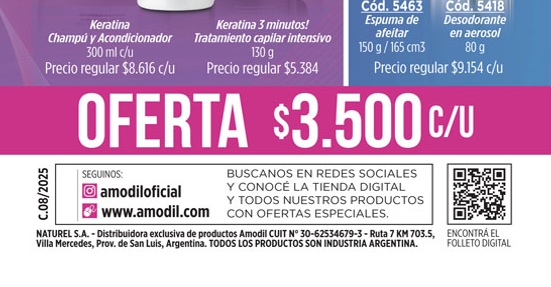 Keratina
Champú y Acondicionador
300 ml c/u
Precio regular $8.616 c/u
Keratina 3 minutos!
Tratamiento capilar intensivo
130 g
Precio regular $5.384
Cód. 5463
Espuma de
afeitar
150 g / 165 cm3
Cód. 5418
Desodorante
en aerosol
80 g
Precio regular $9.154 c/u
OFERTA $3.500 C/U
C.08/2025
SEGUINOS:
amodiloficial
www.amodil.com
BUSCANOS EN REDES SOCIALES
Y CONOCÉ LA TIENDA DIGITAL
Y TODOS NUESTROS PRODUCTOS
CON OFERTAS ESPECIALES.
ENCONTRÁ EL
FOLLETO DIGITAL
NATUREL S.A. - Distribuidora exclusiva de productos Amodil CUIT N° 30-62534679-3 - Ruta 7 KM 703.5,
Villa Mercedes, Prov. de San Luis, Argentina. TODOS LOS PRODUCTOS SON INDUSTRIA ARGENTINA.